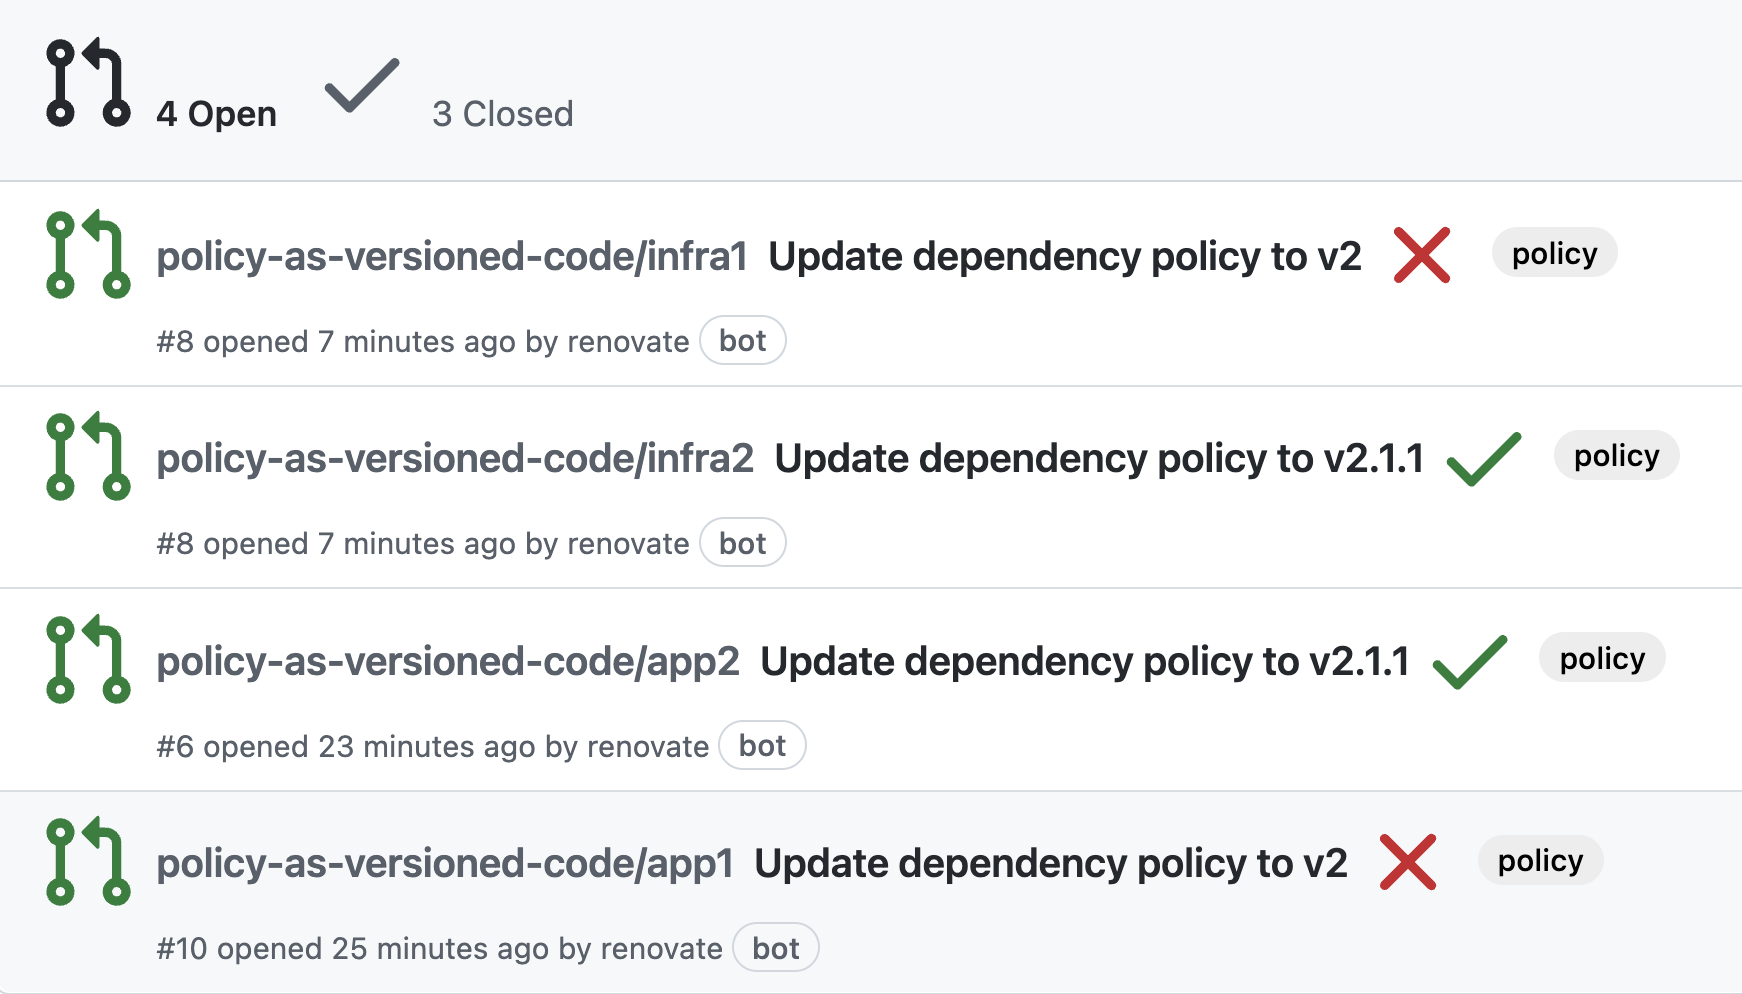 4 Open 3 Closed
policy-as-versioned-code/infra1 Update dependency policy to v2 policy
#8 opened 7 minutes ago by renovate bot
policy-as-versioned-code/infra2 Update dependency policy to v2.1.1 policy
#8 opened 7 minutes ago by renovate bot
policy-as-versioned-code/app2 Update dependency policy to v2.1.1 policy
#6 opened 23 minutes ago by renovate bot
policy-as-versioned-code/app1 Update dependency policy to v2 policy
#10 opened 25 minutes ago by renovate bot